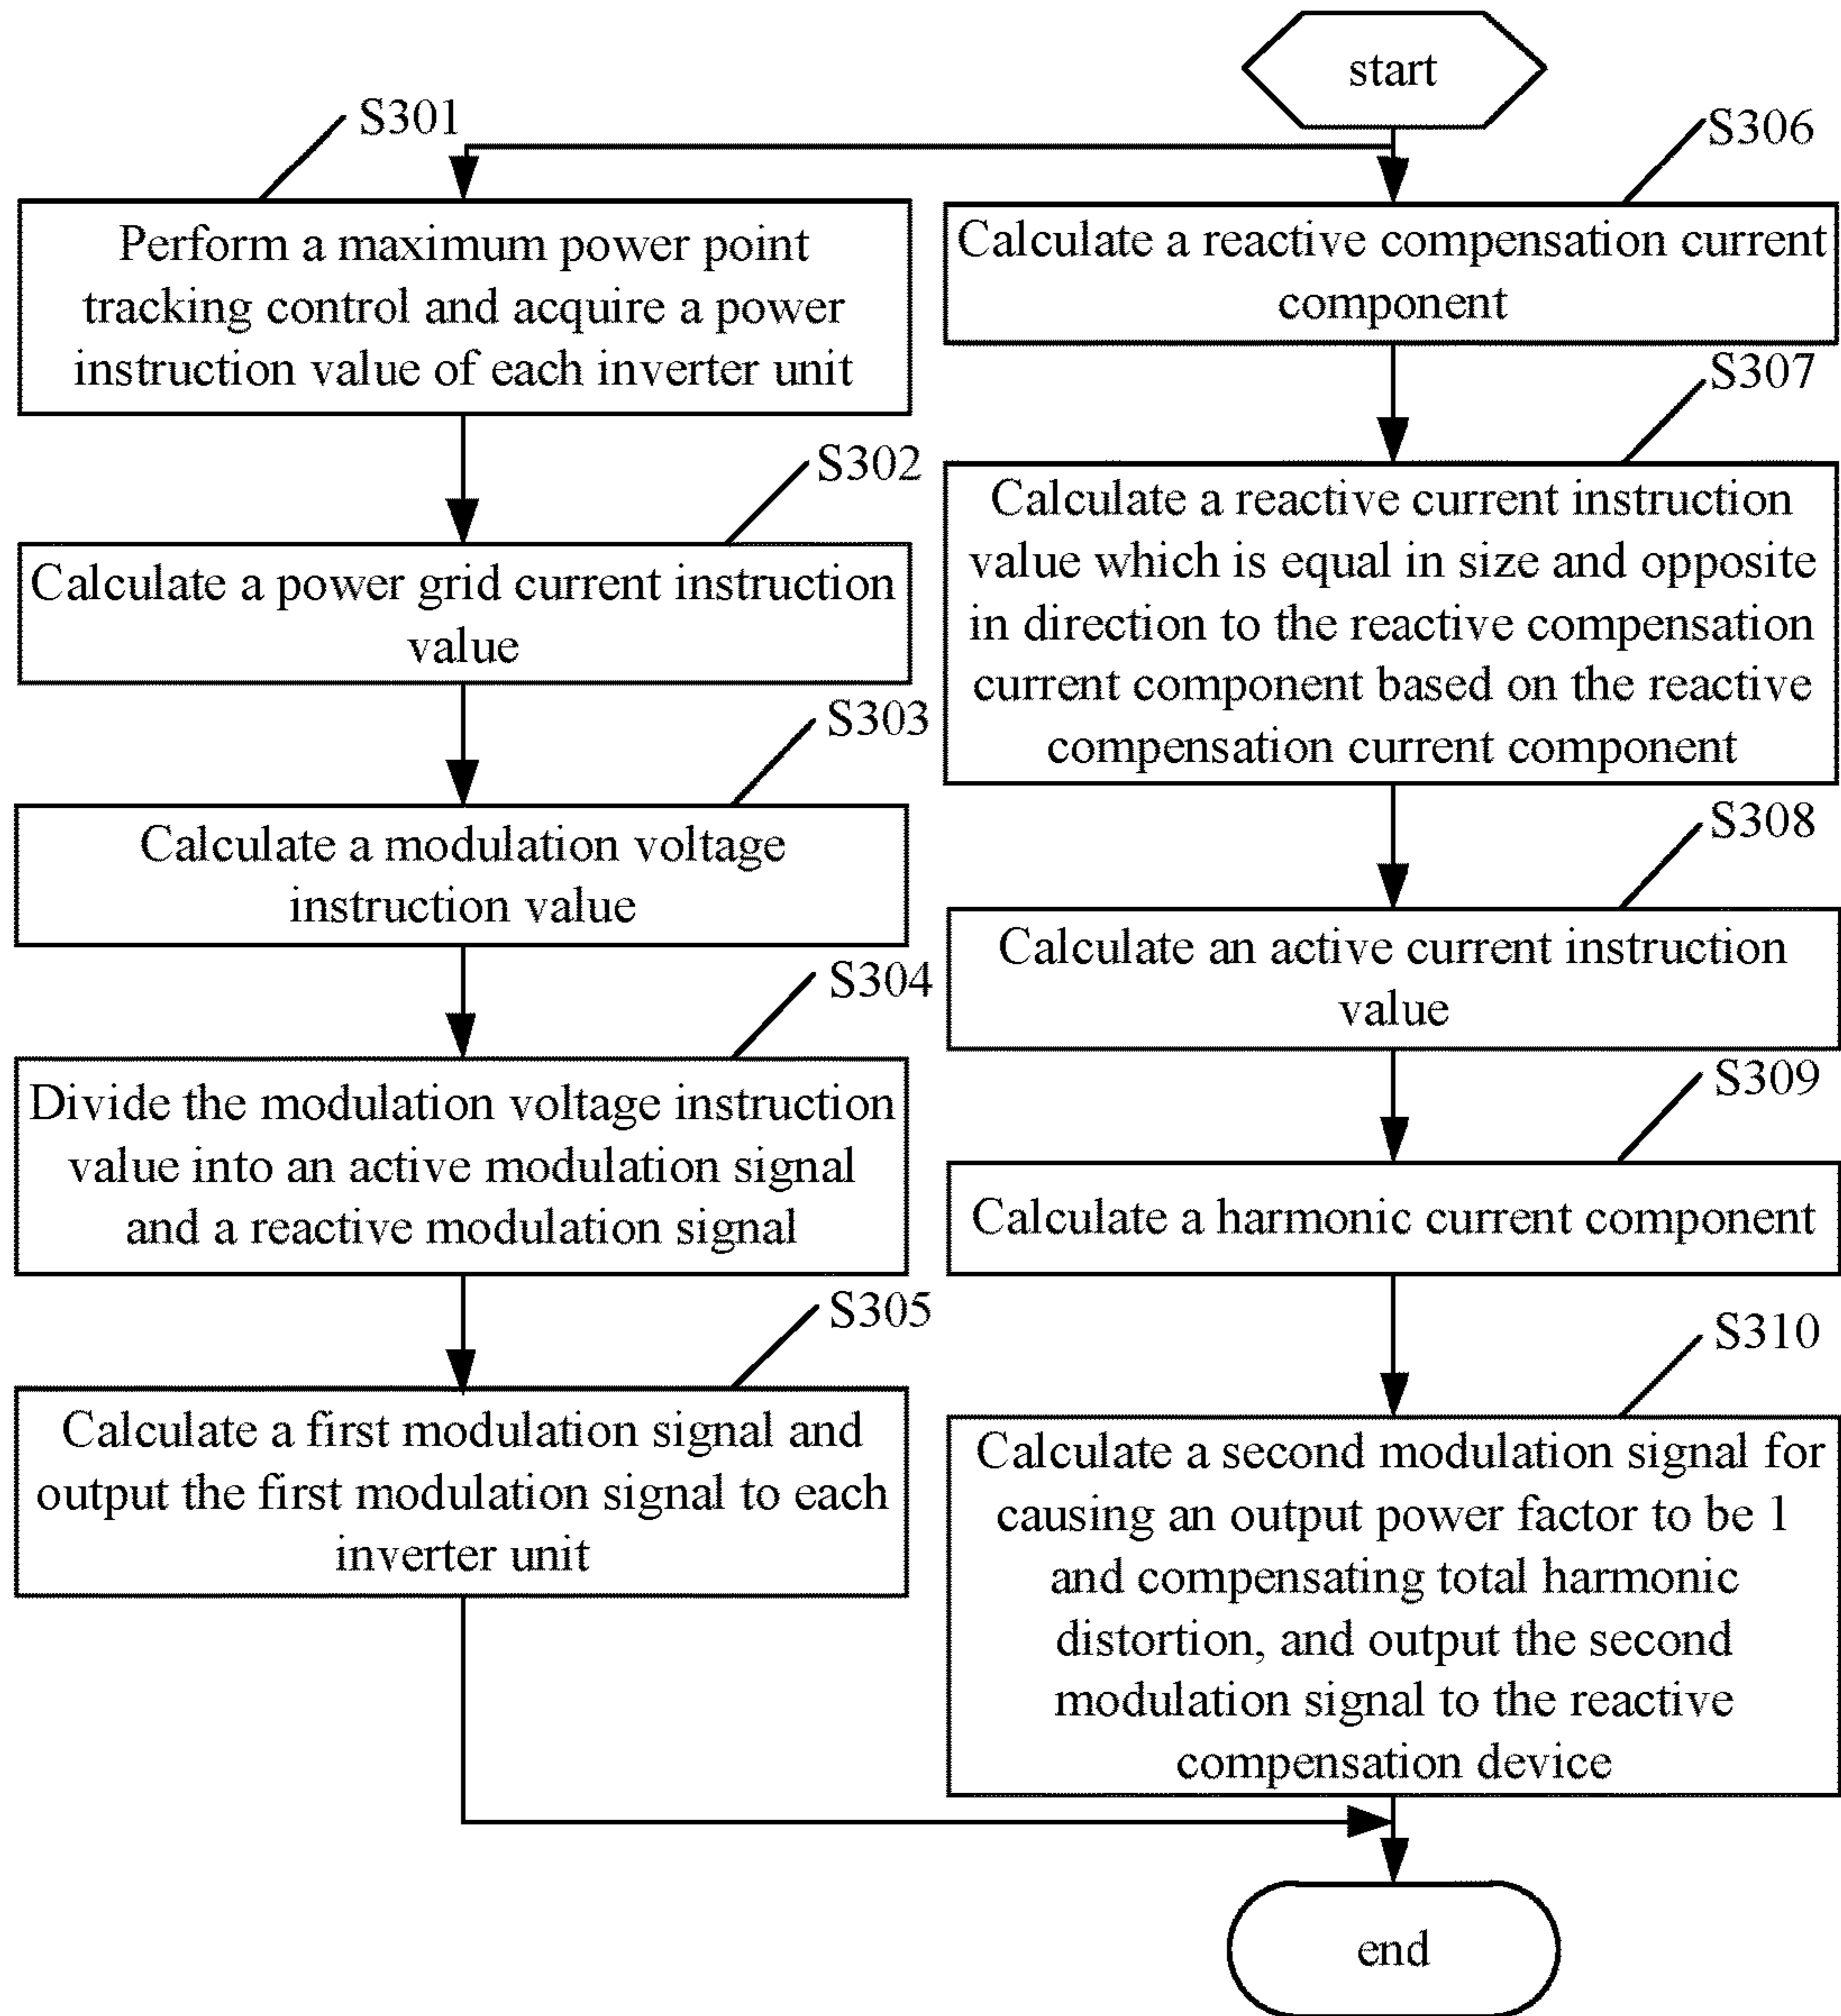 start
S301
Perform a maximum power point
tracking control and acquire a power
instruction value of each inverter unit
S302
Calculate a power grid current instruction
value
S303
Calculate a modulation voltage
instruction value
S304
Divide the modulation voltage instruction
value into an active modulation signal
and a reactive modulation signal
S305
Calculate a first modulation signal and
output the first modulation signal to each
inverter unit
S306
Calculate a reactive compensation current
component
S307
Calculate a reactive current instruction
value which is equal in size and opposite
in direction to the reactive compensation
current component based on the reactive
compensation current component
S308
Calculate an active current instruction
value
S309
Calculate a harmonic current component
S310
Calculate a second modulation signal for
causing an output power factor to be 1
and compensating total harmonic
distortion, and output the second
modulation signal to the reactive
compensation device
end